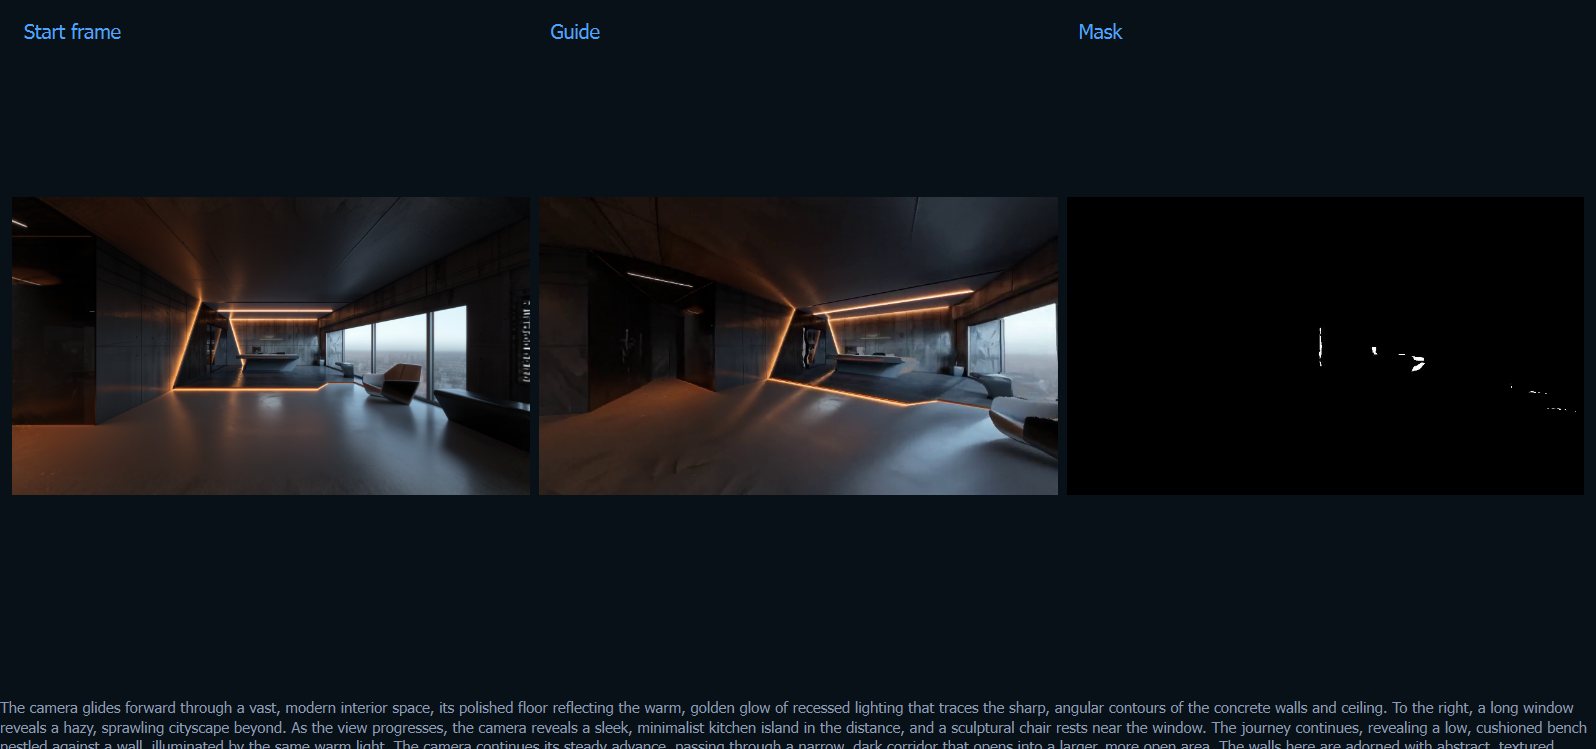 Start frame
Guide
Mask
The camera glides forward through a vast, modern interior space, its polished floor reflecting the warm, golden glow of recessed lighting that traces the sharp, angular contours of the concrete walls and ceiling. To the right, a long window
reveals a hazy, sprawling cityscape beyond. As the view progresses, the camera reveals a sleek, minimalist kitchen island in the distance, and a sculptural chair rests near the window. The journey continues, revealing a low, cushioned bench
nestled against a wall, illuminated by the same warm light. The camera continues its steady advance, passing through a narrow, dark corridor that opens into a larger, more open area. The walls here are adorned with abstract, textured